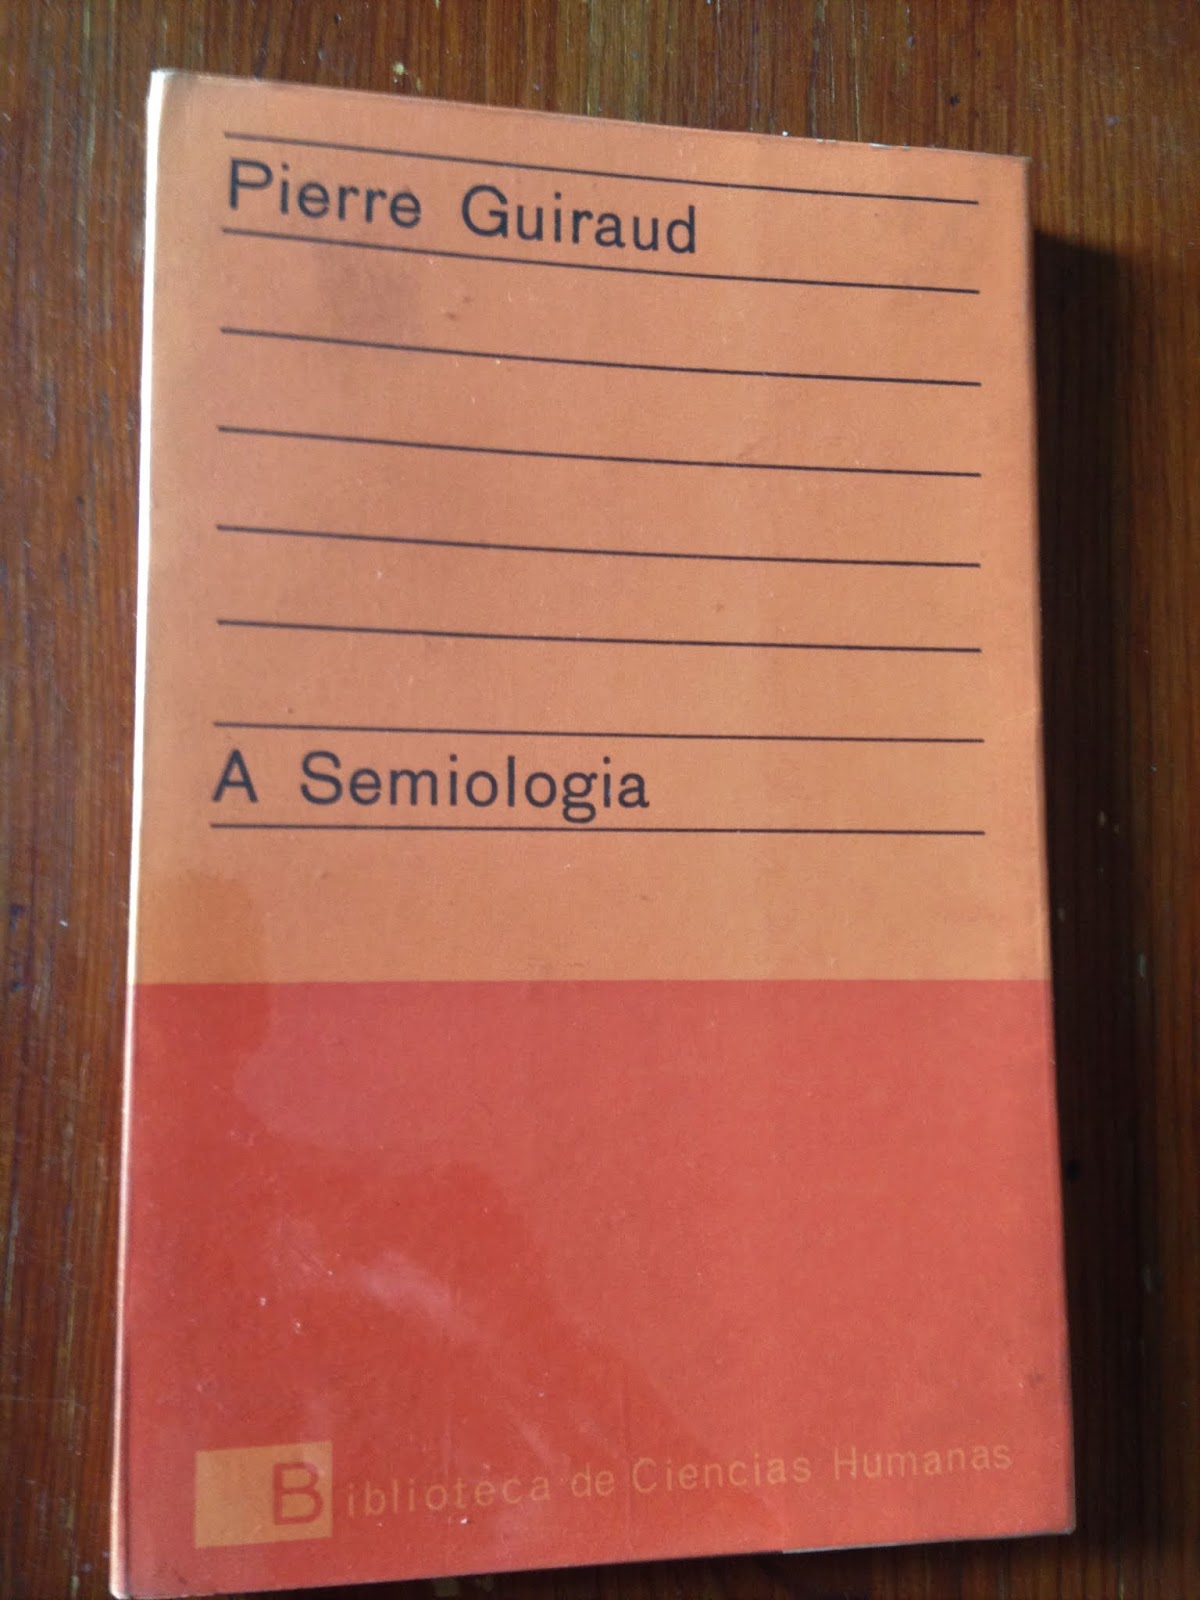 Pierre Guiraud
A Semiologia
Biblioteca de Ciencias Humanas